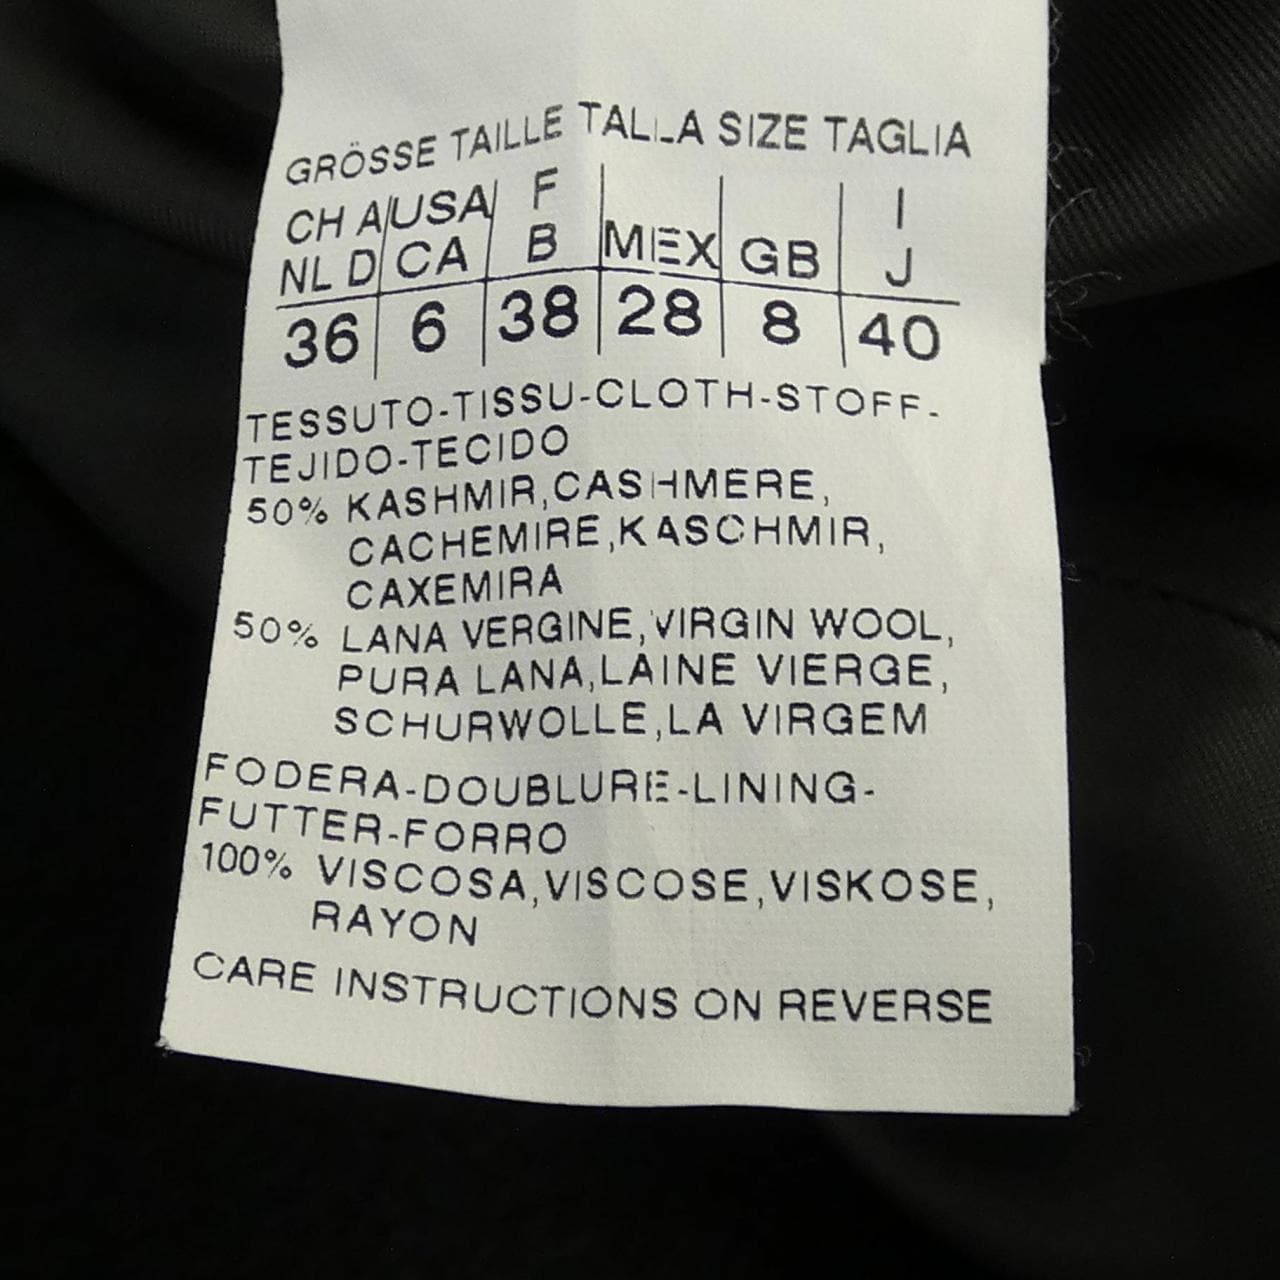 GRÖSSE TAILLE TALLA SIZE TAGLIA
CH A USA F MEX GB I
NL D CA B J
36 6 38 28 8 40
TESSUTO-TISSU-CLOTH-STOFF-
TEJIDO-TECIDO
50% KASHMIR,CASHMERE,
CACHEMIRE,KASCHMIR,
CAXEMIRA
50% LANA VERGINE,VIRGIN WOOL,
PURA LANA,LAINE VIERGE,
SCHURWOLLE,LA VIRGEM
FODERA-DOUBLURE-LINING-
FUTTER-FORRO
100% VISCOSA,VISCOSE,VISKOSE,
RAYON
CARE INSTRUCTIONS ON REVERSE